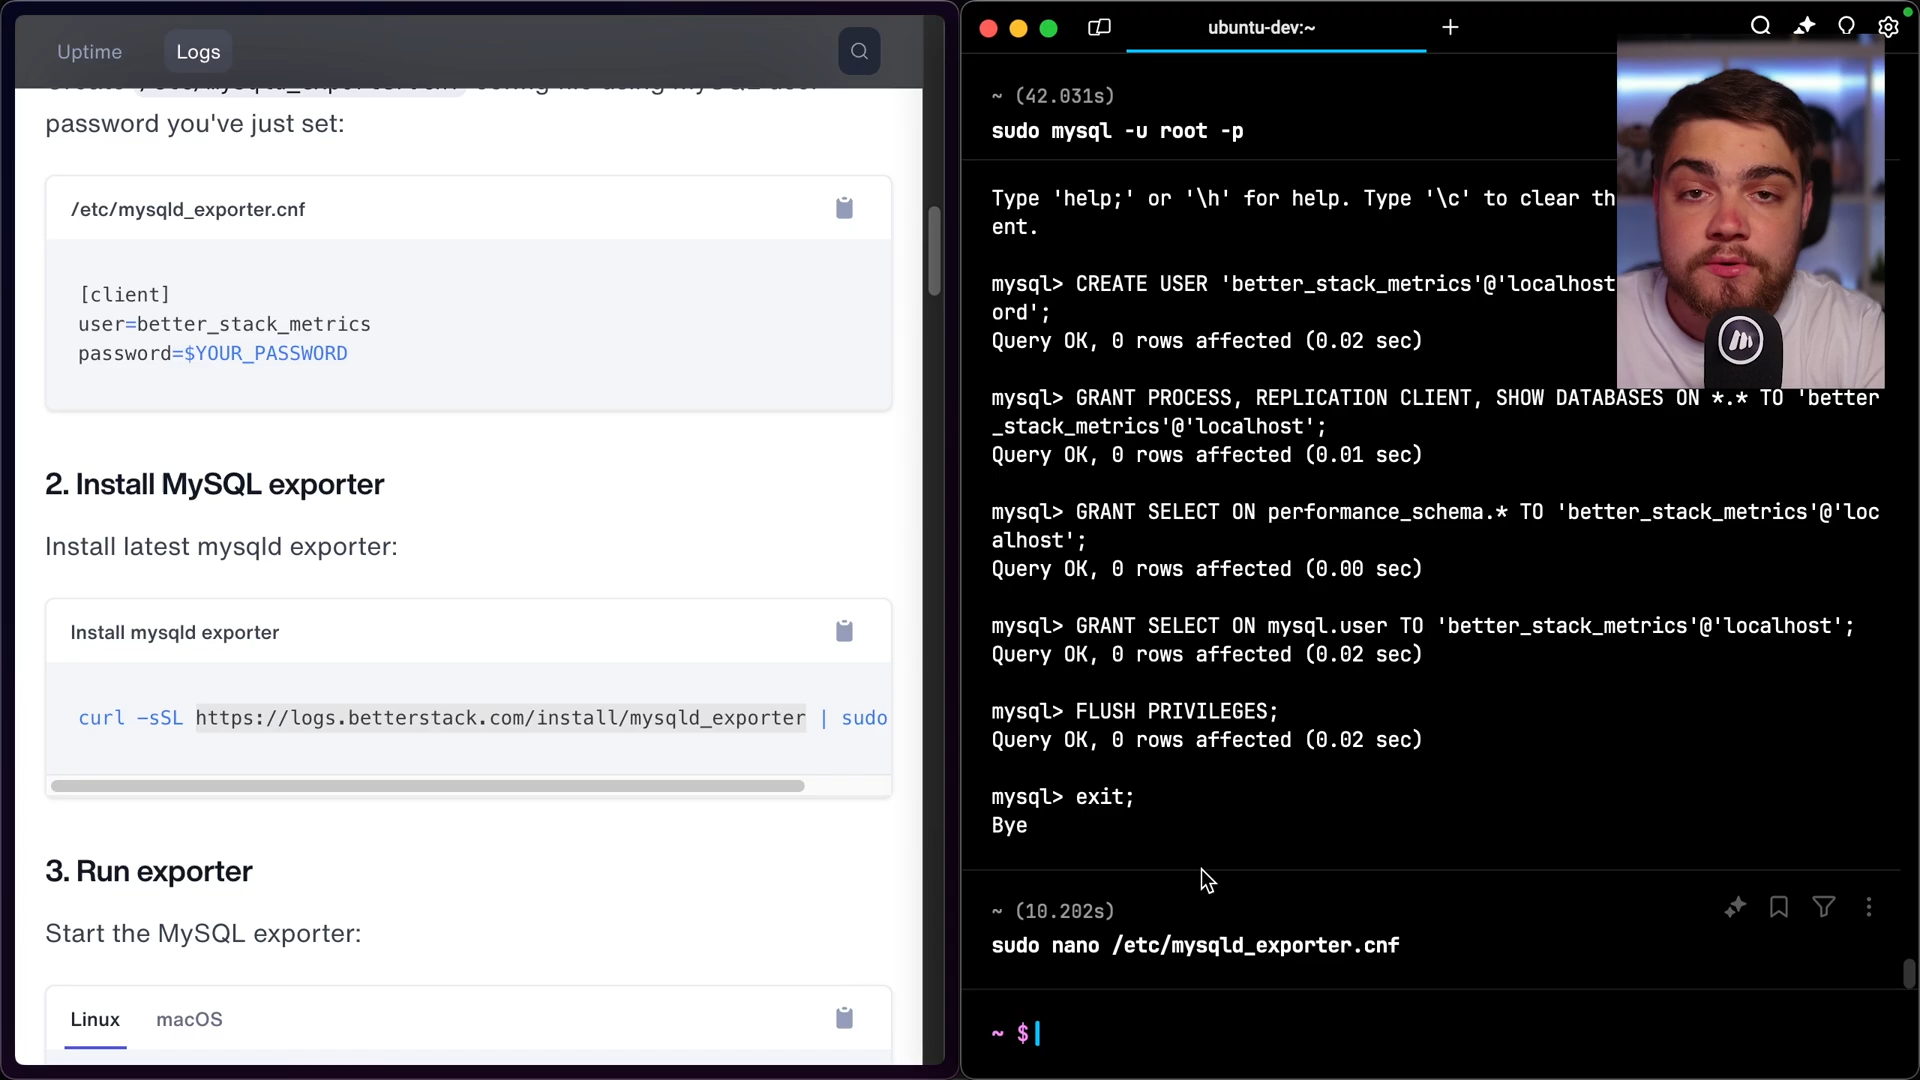 Uptime
Logs
password you've just set:
/etc/mysqld_exporter.cnf
[client]
user=better_stack_metrics
password=$YOUR_PASSWORD
2. Install MySQL exporter
Install latest mysqld exporter:
Install mysqld exporter
curl -sSL https://logs.betterstack.com/install/mysqld_exporter | sudo
3. Run exporter
Start the MySQL exporter:
Linux
macOS
ubuntu-dev:~
~ (42.031s)
sudo mysql -u root -p
Type 'help;' or '\h' for help. Type '\c' to clear th
ent.
mysql> CREATE USER 'better_stack_metrics'@'localhost
ord';
Query OK, 0 rows affected (0.02 sec)
mysql> GRANT PROCESS, REPLICATION CLIENT, SHOW DATABASES ON *.* TO 'better
_stack_metrics'@'localhost';
Query OK, 0 rows affected (0.01 sec)
mysql> GRANT SELECT ON performance_schema.* TO 'better_stack_metrics'@'loc
alhost';
Query OK, 0 rows affected (0.00 sec)
mysql> GRANT SELECT ON mysql.user TO 'better_stack_metrics'@'localhost';
Query OK, 0 rows affected (0.02 sec)
mysql> FLUSH PRIVILEGES;
Query OK, 0 rows affected (0.02 sec)
mysql> exit;
Bye
~ (10.202s)
sudo nano /etc/mysqld_exporter.cnf
~ $